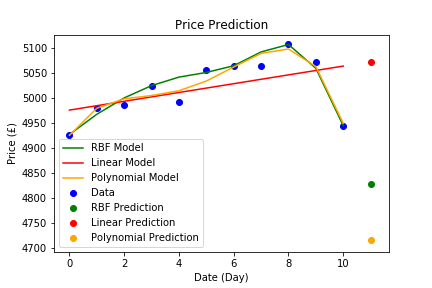 Price Prediction
5100
5050
5000
4950
4900
4850
4800
4750
4700
Price (£)
RBF Model
Linear Model
Polynomial Model
Data
RBF Prediction
Linear Prediction
Polynomial Prediction
0 2 4 6 8 10
Date (Day)